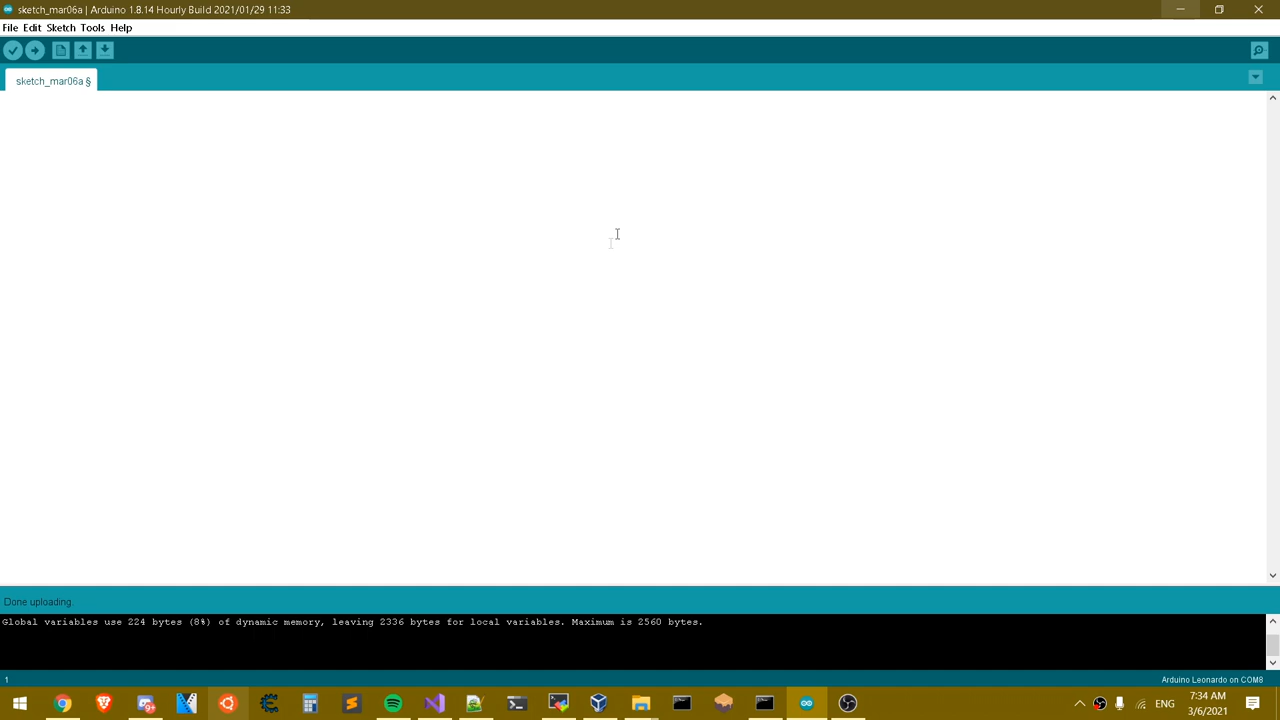 sketch_mar06a | Arduino 1.8.14 Hourly Build 2021/01/29 11:33
File Edit Sketch Tools Help
sketch_mar06a §
Done uploading.
Global variables use 224 bytes (8%) of dynamic memory, leaving 2336 bytes for local variables. Maximum is 2560 bytes.
1
Arduino Leonardo on COM8
ENG
7:34 AM
3/6/2021